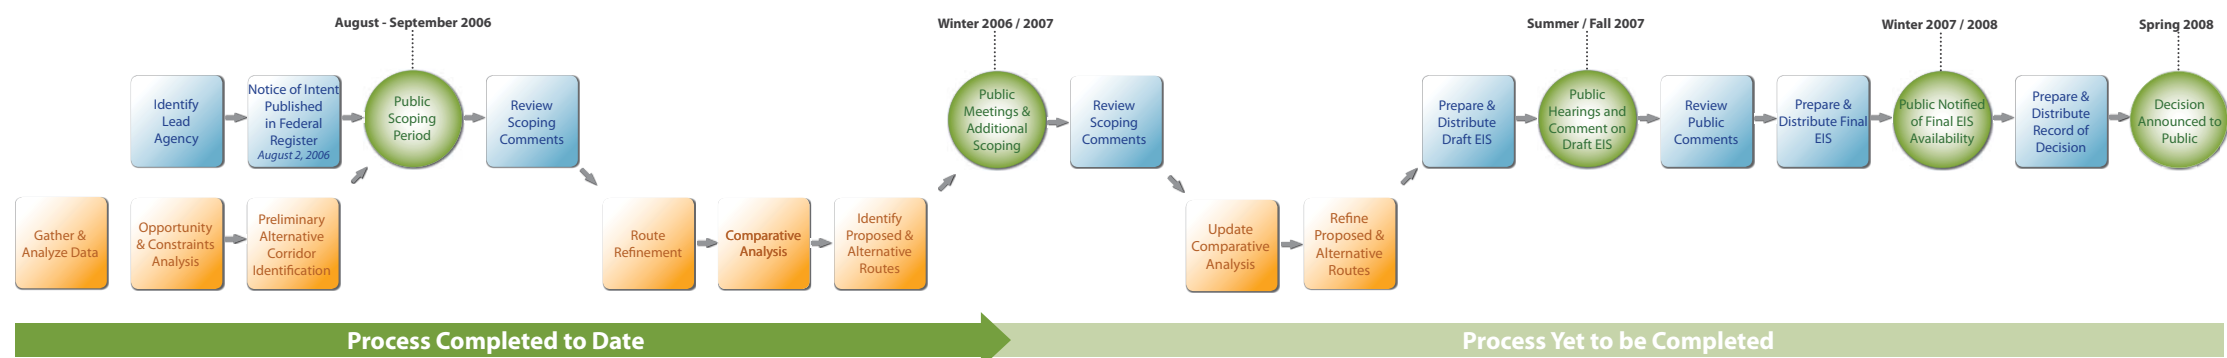 August - September 2006
Winter 2006 / 2007
Summer / Fall 2007
Winter 2007 / 2008
Spring 2008
Identify
Lead
Agency
Notice of Intent
Published
in Federal
Register
August 2, 2006
Public
Scoping
Period
Review
Scoping
Comments
Public
Meetings &
Additional
Scoping
Review
Scoping
Comments
Prepare &
Distribute
Draft EIS
Public
Hearings and
Comment on
Draft EIS
Review
Public
Comments
Prepare &
Distribute Final
EIS
Public Notified
of Final EIS
Availability
Prepare &
Distribute
Record of
Decision
Decision
Announced to
Public
Gather &
Analyze Data
Opportunity
& Constraints
Analysis
Preliminary
Alternative
Corridor
Identification
Route
Refinement
Comparative
Analysis
Identify
Proposed &
Alternative
Routes
Update
Comparative
Analysis
Refine
Proposed &
Alternative
Routes
Process Completed to Date
Process Yet to be Completed